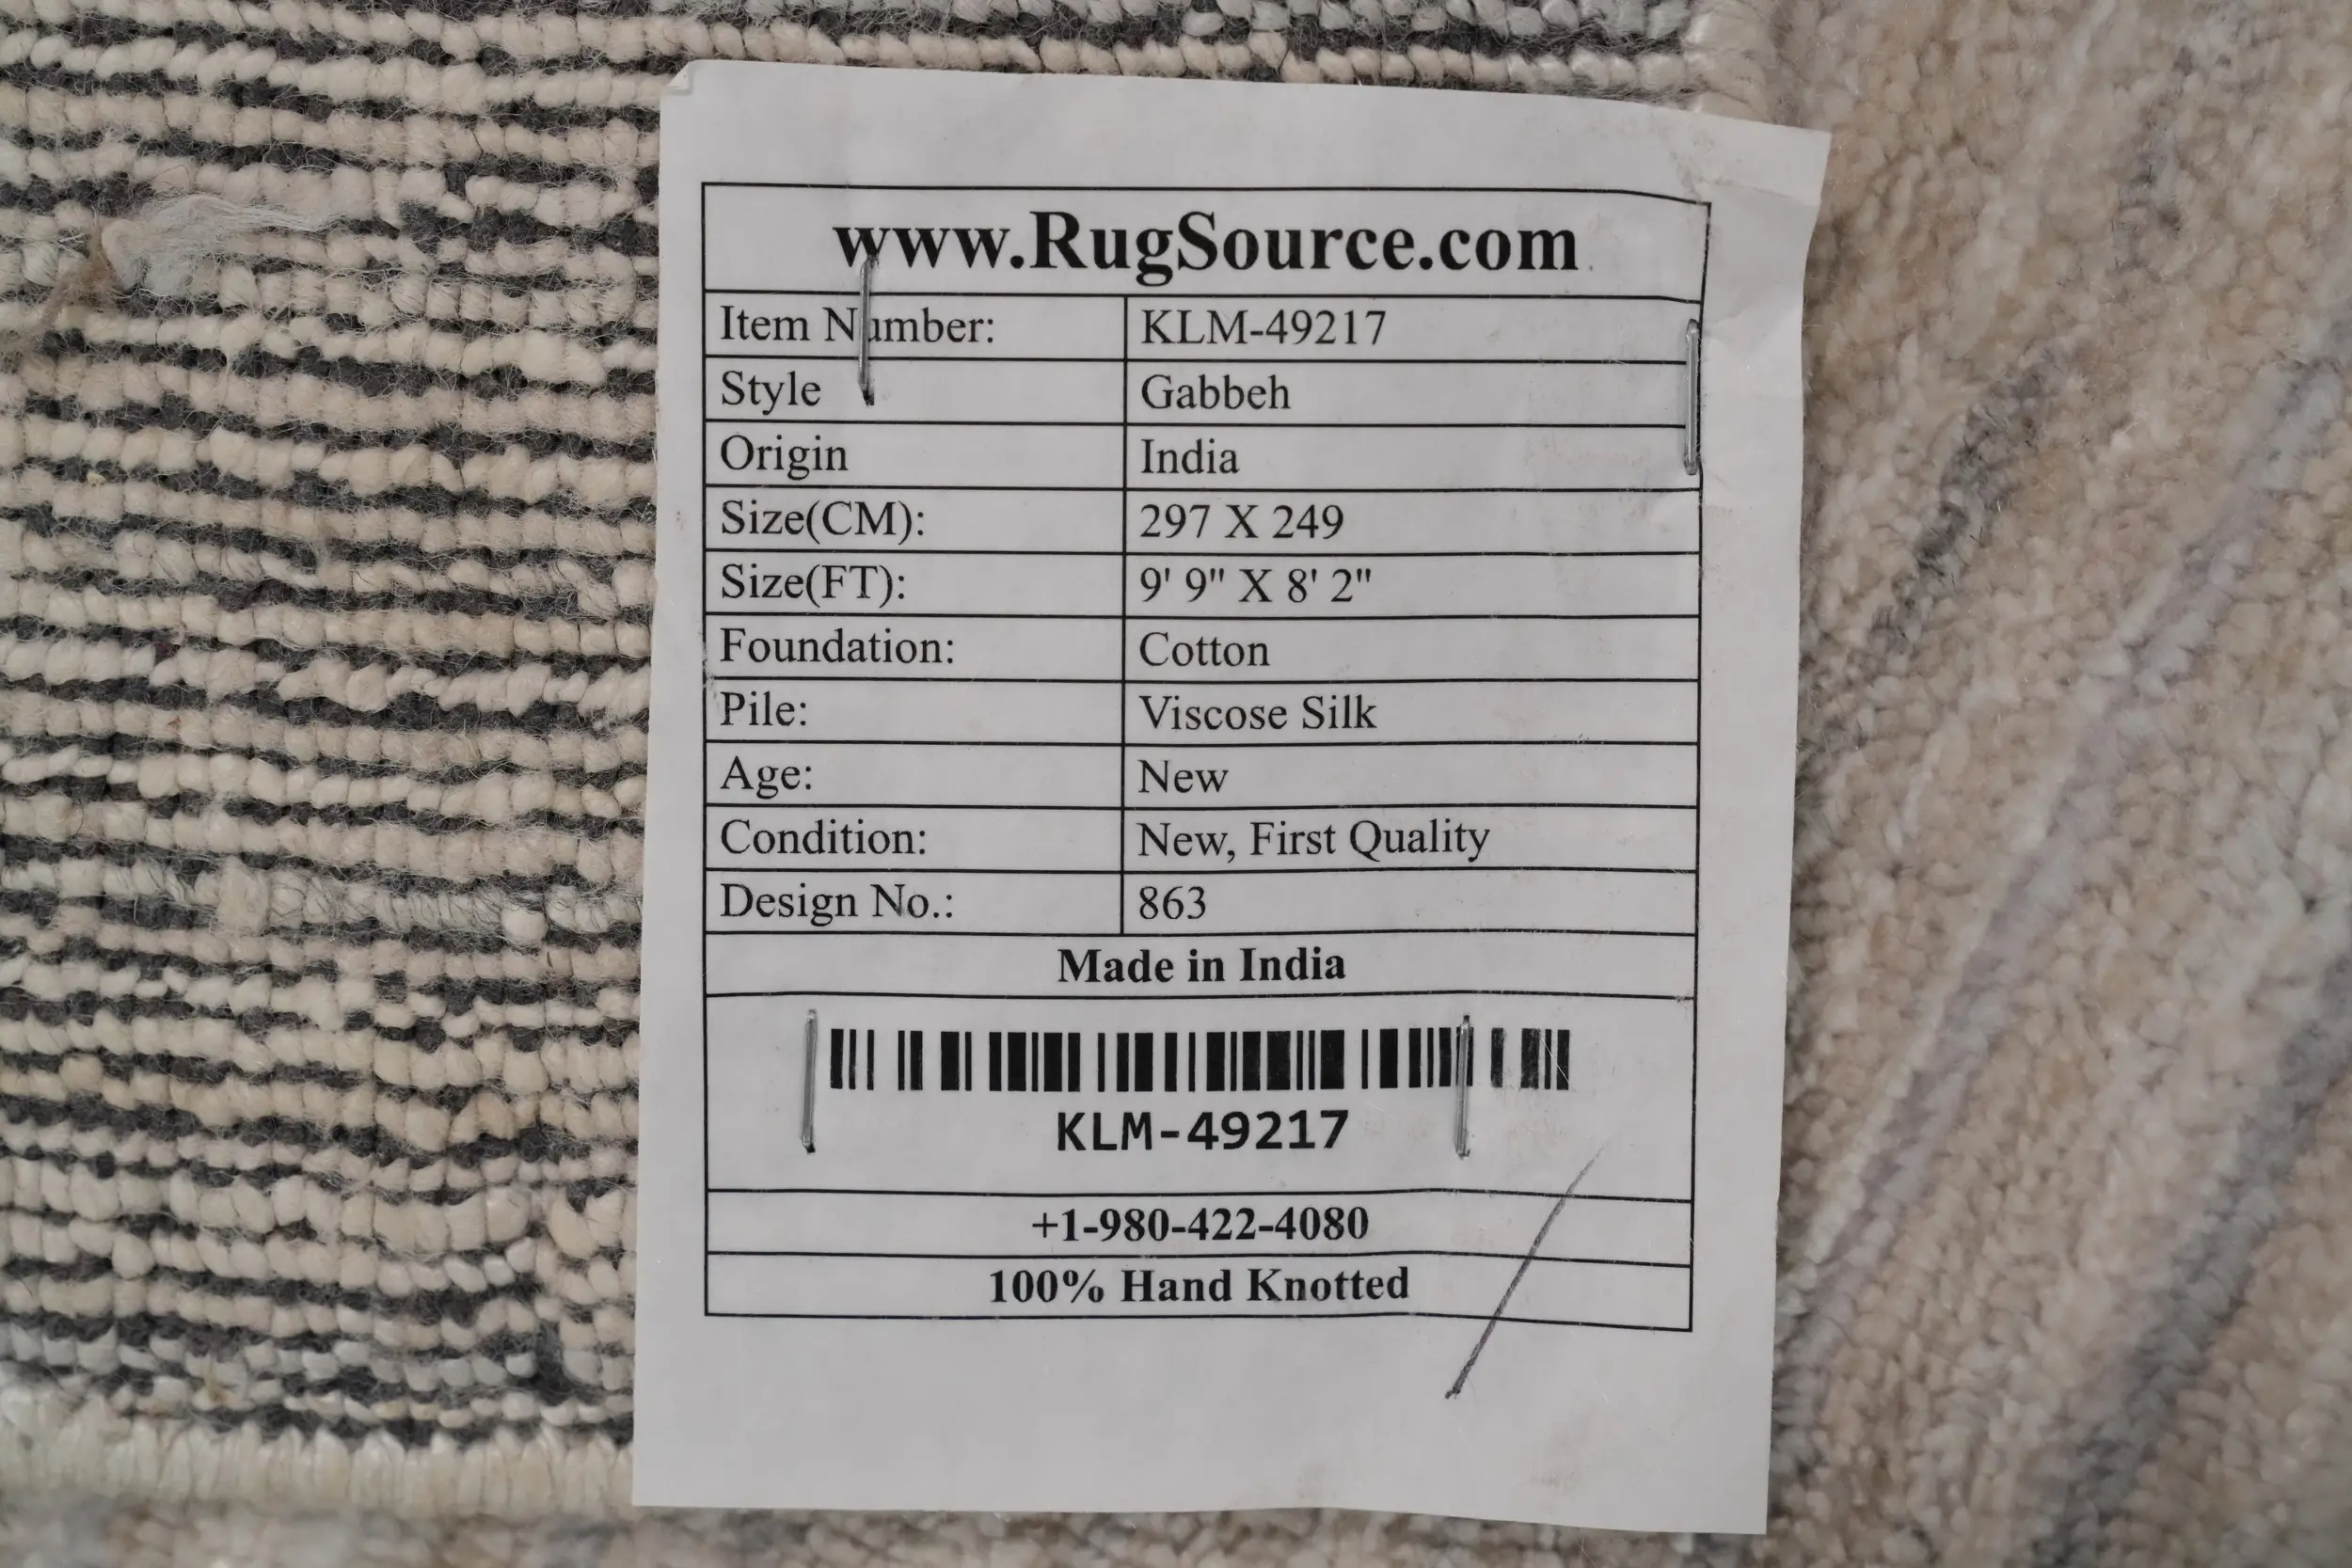 www.RugSource.com
Item Number: KLM-49217
Style Gabbeh
Origin India
Size(CM): 297 X 249
Size(FT): 9' 9" X 8' 2"
Foundation: Cotton
Pile: Viscose Silk
Age: New
Condition: New, First Quality
Design No.: 863
Made in India
KLM-49217
+1-980-422-4080
100% Hand Knotted